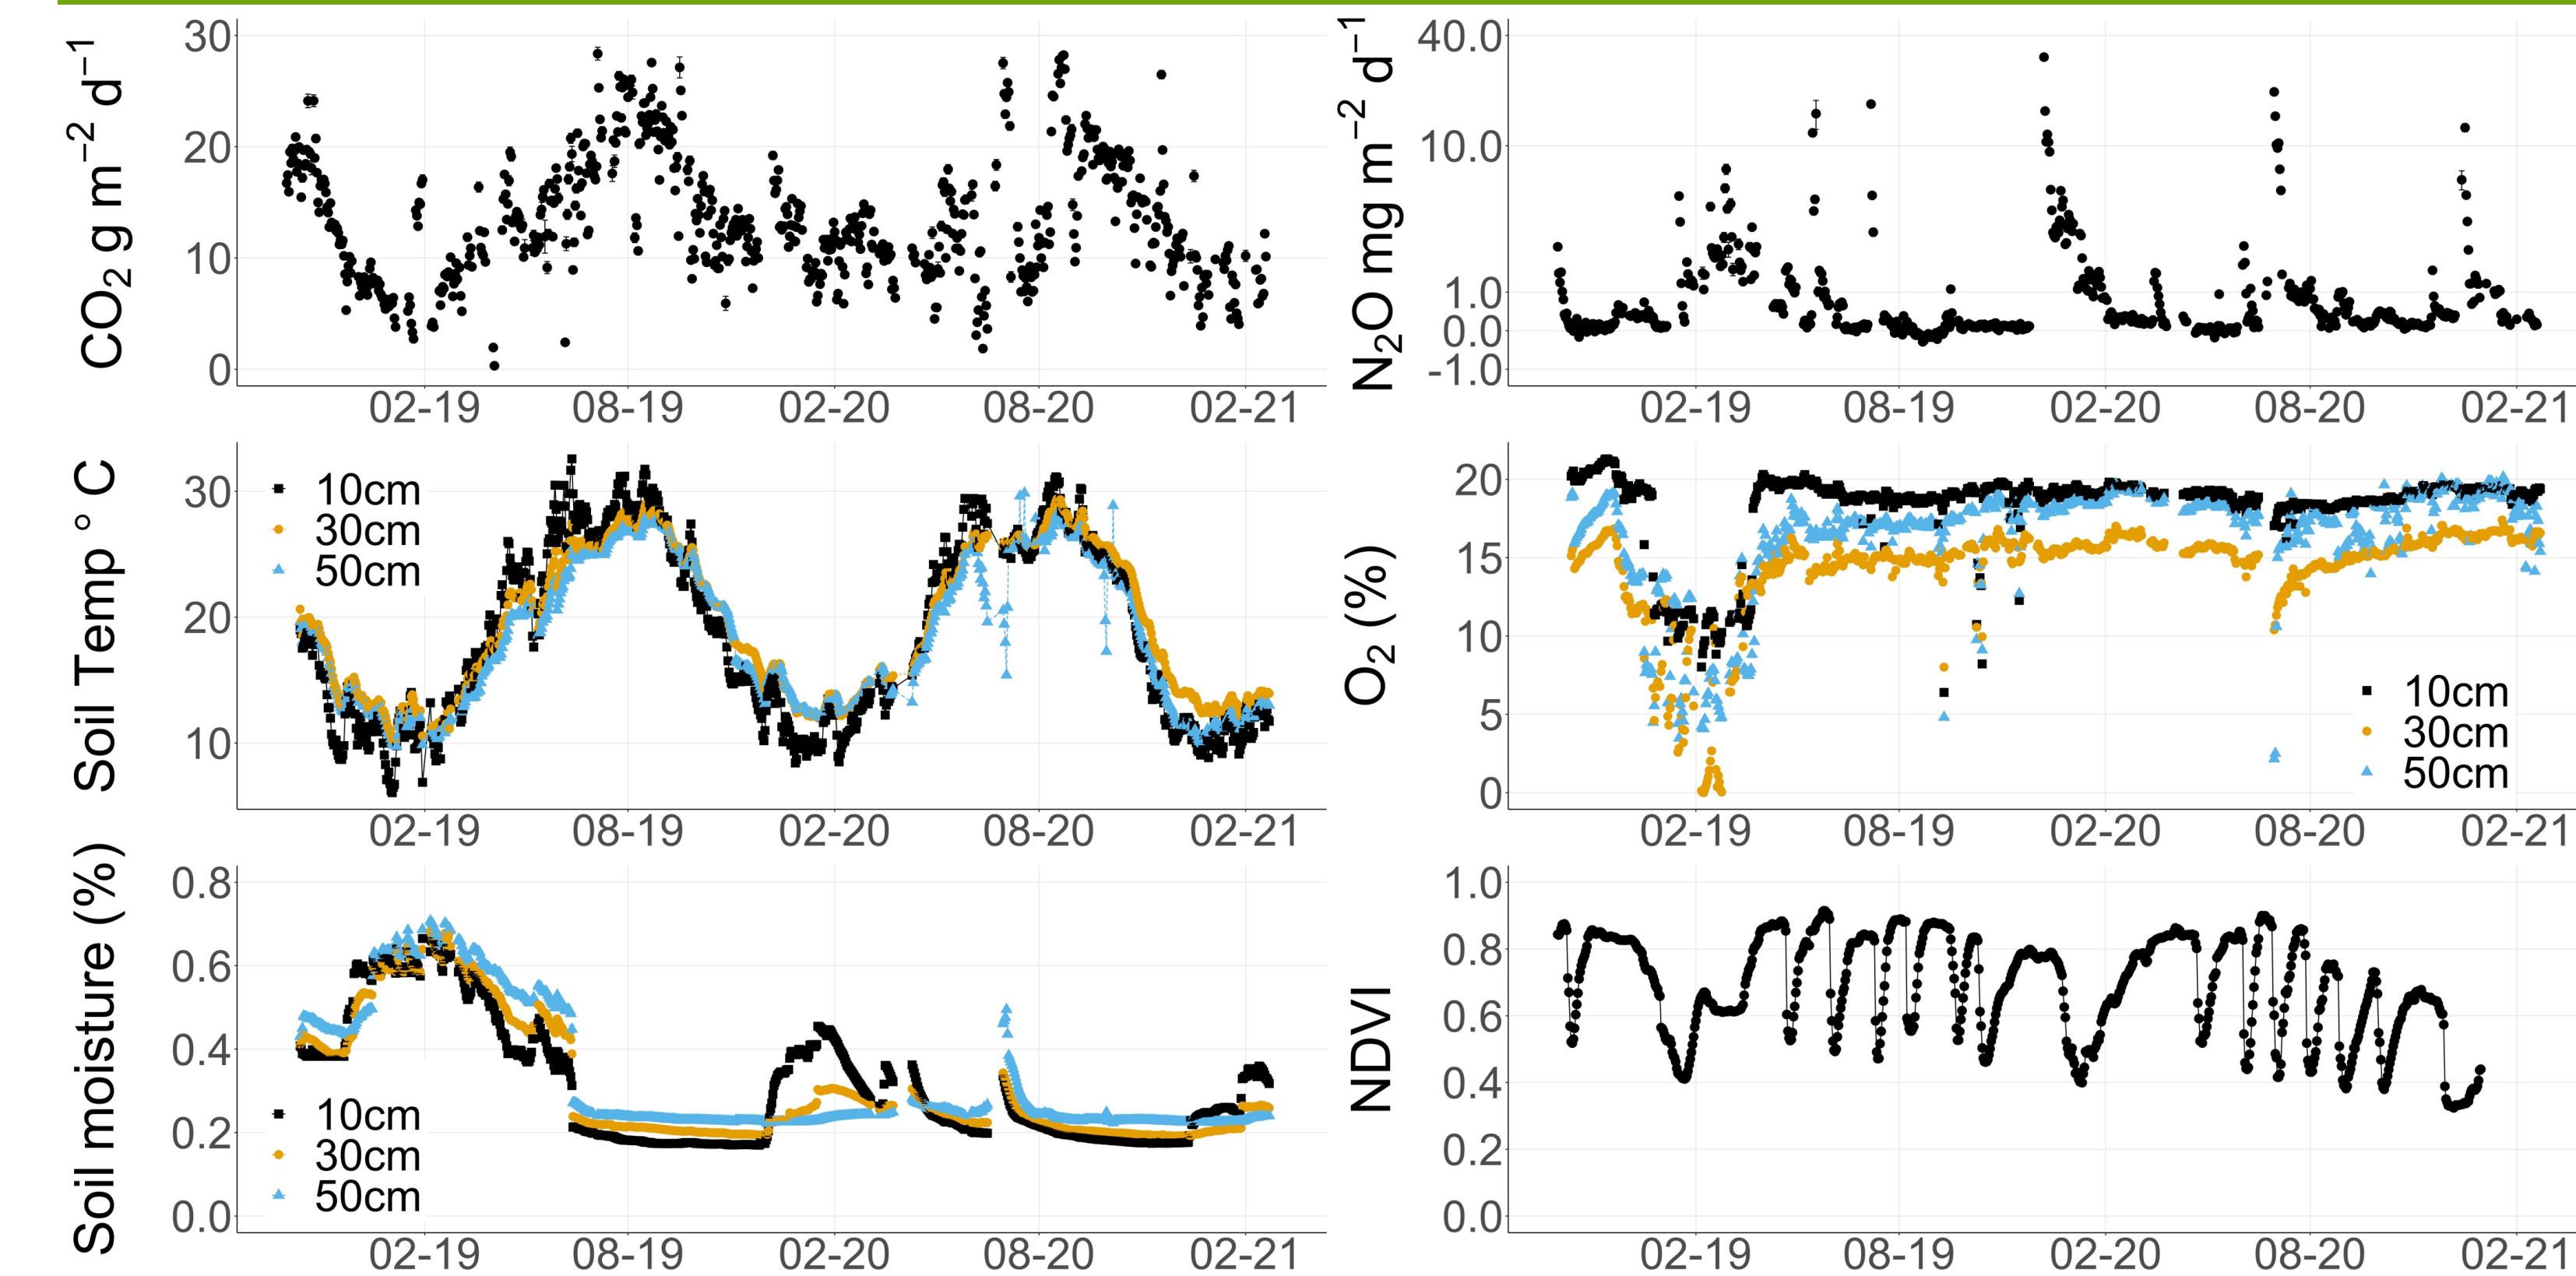 CO2 g m−2 d−1
30
20
10
0
02-19 08-19 02-20 08-20 02-21
N2O mg m−2 d−1
40.0
10.0
1.0
0.0
-1.0
02-19 08-19 02-20 08-20 02-21
Soil Temp ° C
30
20
10
10cm
30cm
50cm
02-19 08-19 02-20 08-20 02-21
O2 (%)
20
15
10
5
0
10cm
30cm
50cm
02-19 08-19 02-20 08-20 02-21
Soil moisture (%)
0.8
0.6
0.4
0.2
0.0
10cm
30cm
50cm
02-19 08-19 02-20 08-20 02-21
NDVI
1.0
0.8
0.6
0.4
0.2
0.0
02-19 08-19 02-20 08-20 02-21